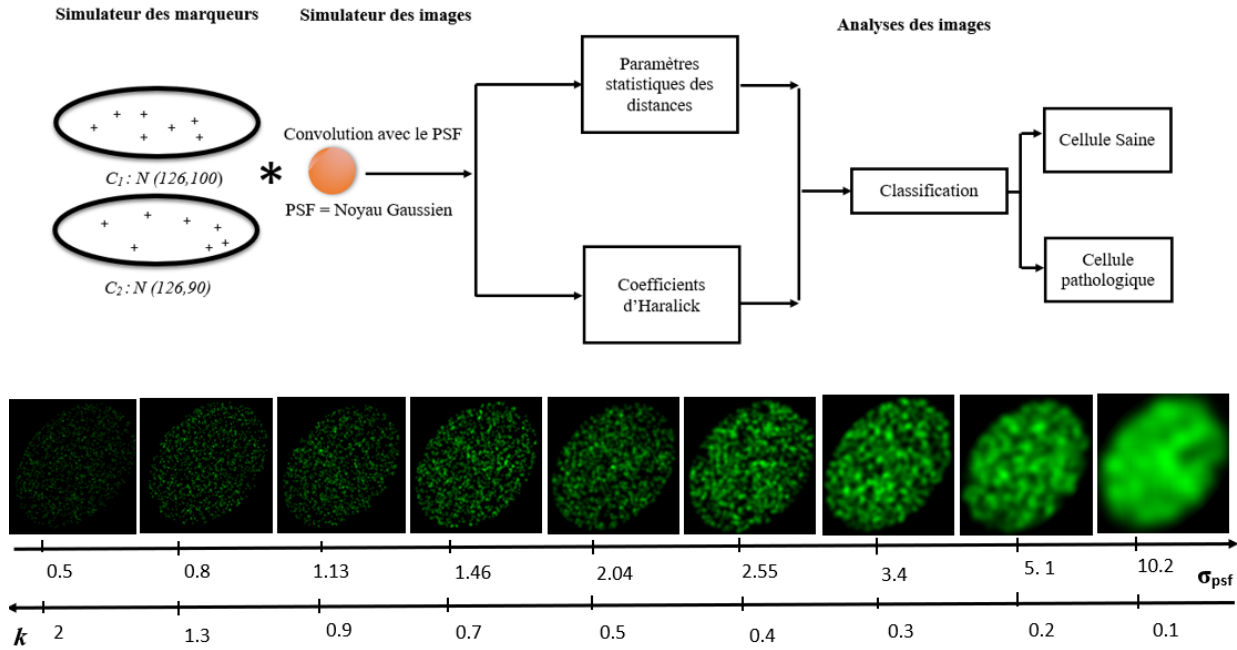 Simulateur des marqueurs
Simulateur des images
Analyses des images
Paramètres
statistiques des
distances
Convolution avec le PSF
C₁ : N (126,100)
*
PSF = Noyau Gaussien
C₂ : N (126,90)
Coefficients
d’Haralick
Classification
Cellule Saine
Cellule
pathologique
0.5 0.8 1.13 1.46 2.04 2.55 3.4 5. 1 10.2 σpsf
k 2 1.3 0.9 0.7 0.5 0.4 0.3 0.2 0.1